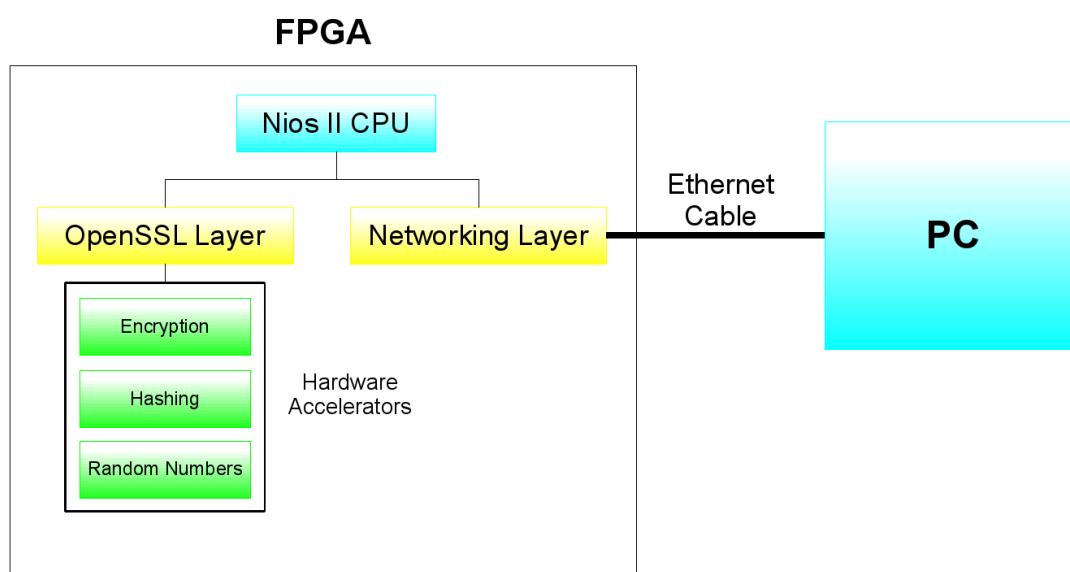 FPGA
Nios II CPU
OpenSSL Layer
Networking Layer
Ethernet
Cable
PC
Encryption
Hashing
Random Numbers
Hardware
Accelerators